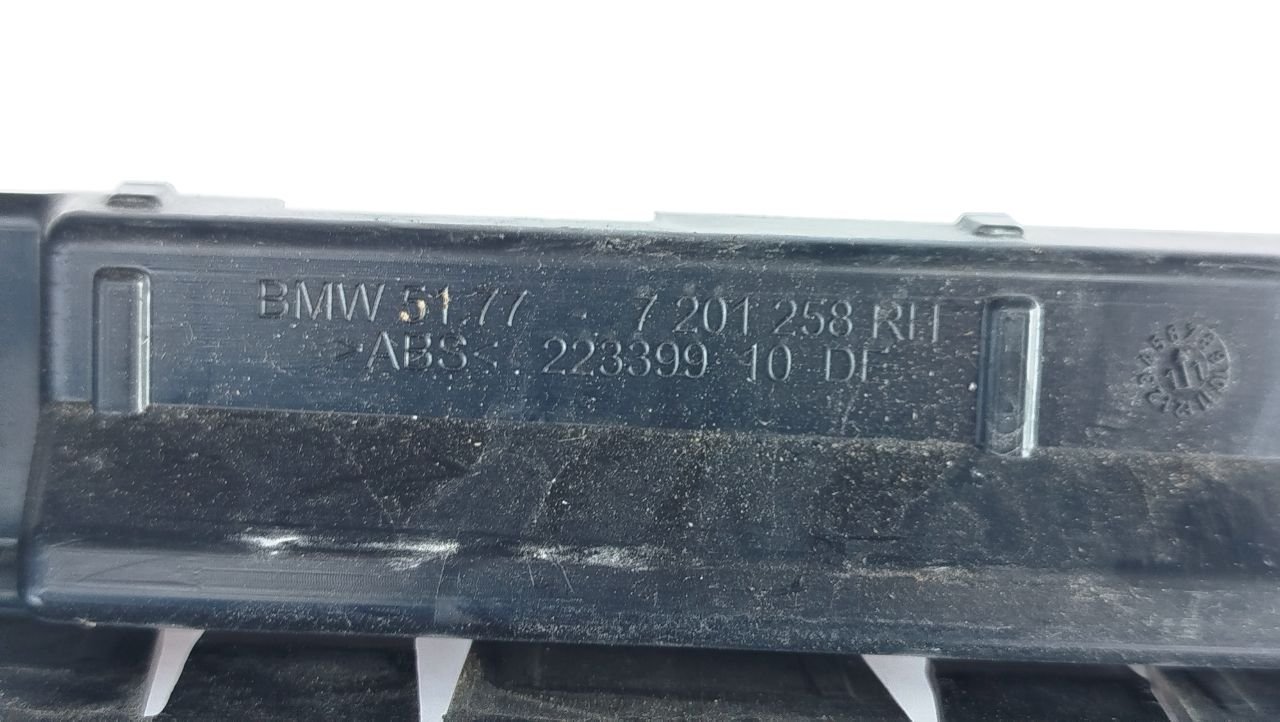 BMW 51.77 - 7 201 258 RH
>ABS<. 223399 10 DF